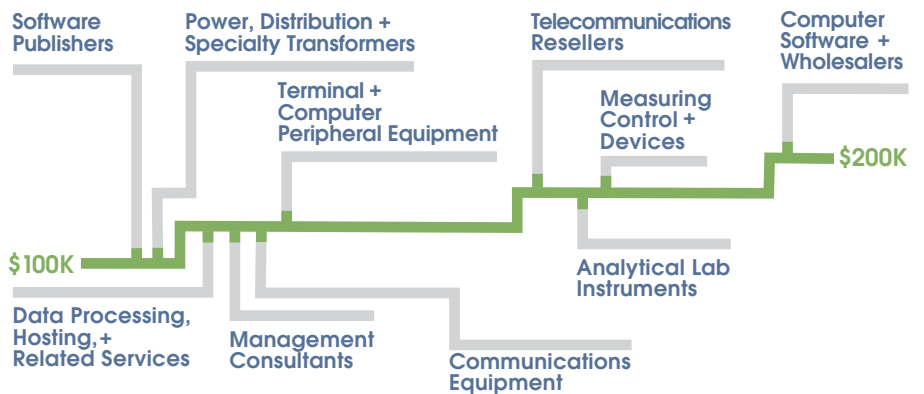 Software
Publishers
Power, Distribution +
Specialty Transformers
Terminal +
Computer
Peripheral Equipment
Telecommunications
Resellers
Measuring
Control +
Devices
Computer
Software +
Wholesalers
$200K
$100K
Data Processing,
Hosting,+
Related Services
Management
Consultants
Communications
Equipment
Analytical Lab
Instruments